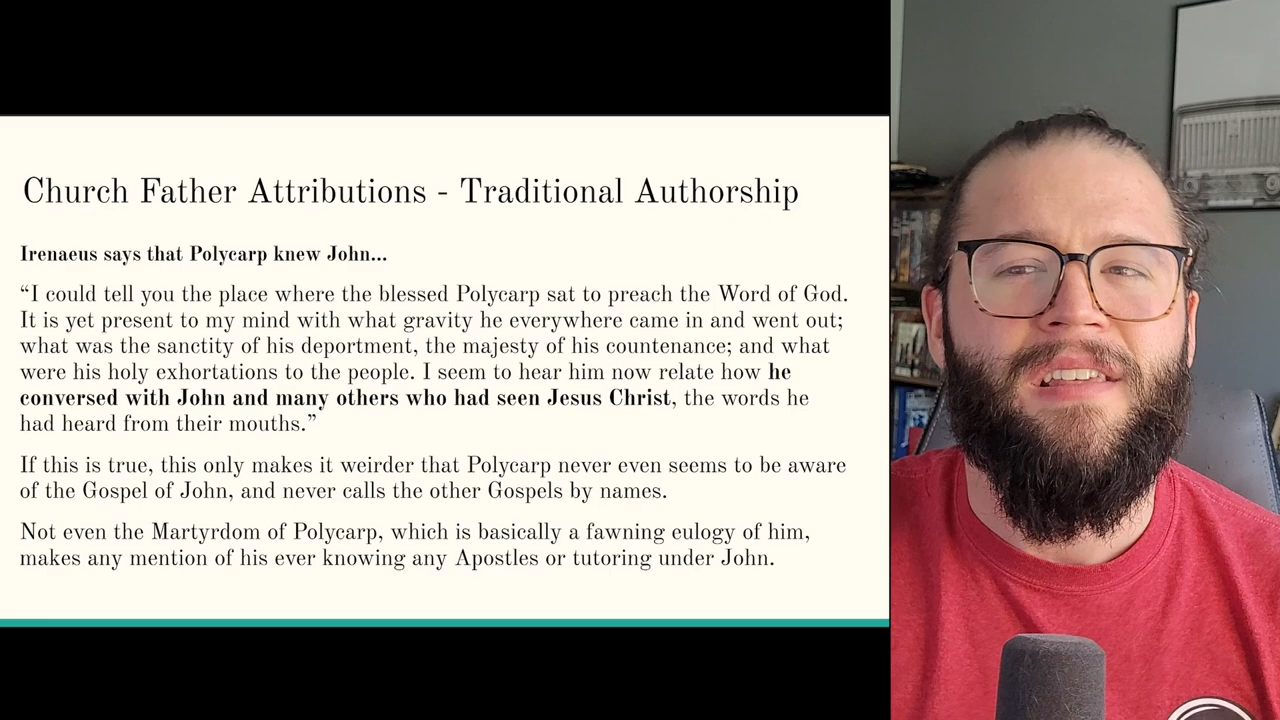 Church Father Attributions - Traditional Authorship
Irenaeus says that Polycarp knew John...
“I could tell you the place where the blessed Polycarp sat to preach the Word of God.
It is yet present to my mind with what gravity he everywhere came in and went out;
what was the sanctity of his deportment, the majesty of his countenance; and what
were his holy exhortations to the people. I seem to hear him now relate how he
conversed with John and many others who had seen Jesus Christ, the words he
had heard from their mouths.”
If this is true, this only makes it weirder that Polycarp never even seems to be aware
of the Gospel of John, and never calls the other Gospels by names.
Not even the Martyrdom of Polycarp, which is basically a fawning eulogy of him,
makes any mention of his ever knowing any Apostles or tutoring under John.